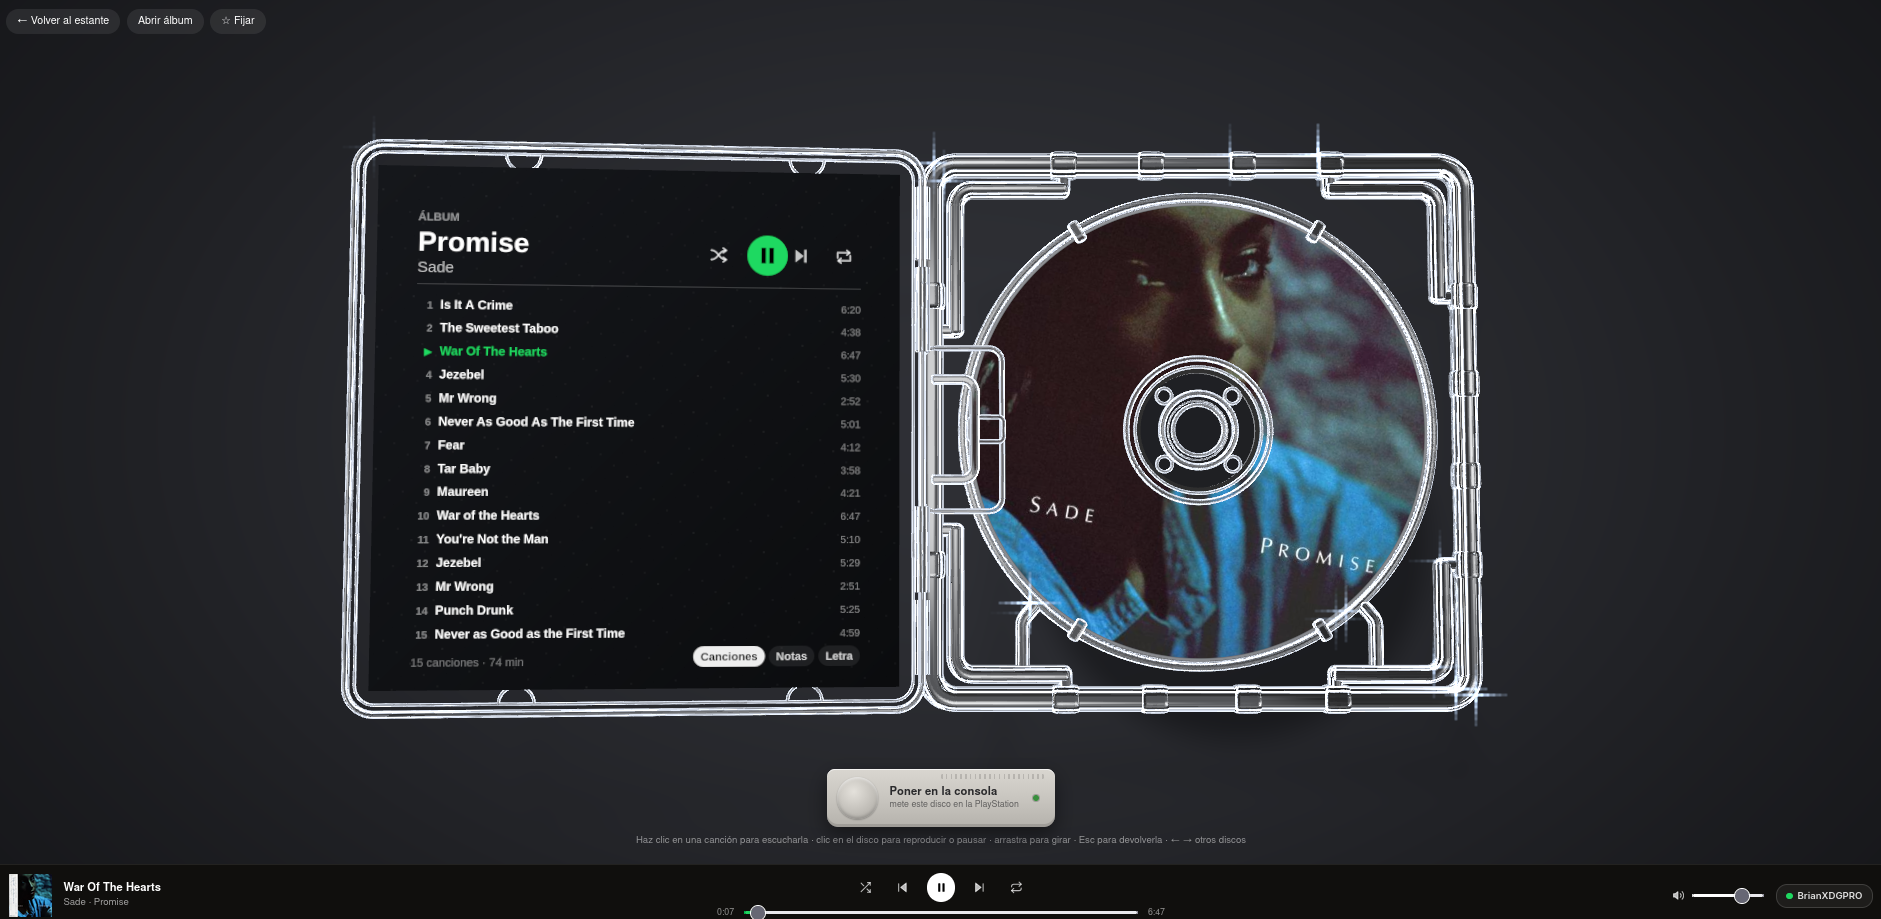 ← Volver al estante
Abrir álbum
☆ Fijar
ÁLBUM
Promise
Sade
1 Is It A Crime 6:20
2 The Sweetest Taboo 4:38
▶ War Of The Hearts 6:47
4 Jezebel 5:30
5 Mr Wrong 2:52
6 Never As Good As The First Time 5:01
7 Fear 4:12
8 Tar Baby 3:58
9 Maureen 4:21
10 War of the Hearts 6:47
11 You're Not the Man 5:10
12 Jezebel 5:29
13 Mr Wrong 2:51
14 Punch Drunk 5:25
15 Never as Good as the First Time 4:59
15 canciones · 74 min
Canciones
Notas
Letra
SADE
PROMISE
Poner en la consola
mete este disco en la PlayStation
Haz clic en una canción para escucharla · clic en el disco para reproducir o pausar · arrastra para girar · Esc para devolverla · ← → otros discos
War Of The Hearts
Sade · Promise
0:07
6:47
BrianXDGPRO